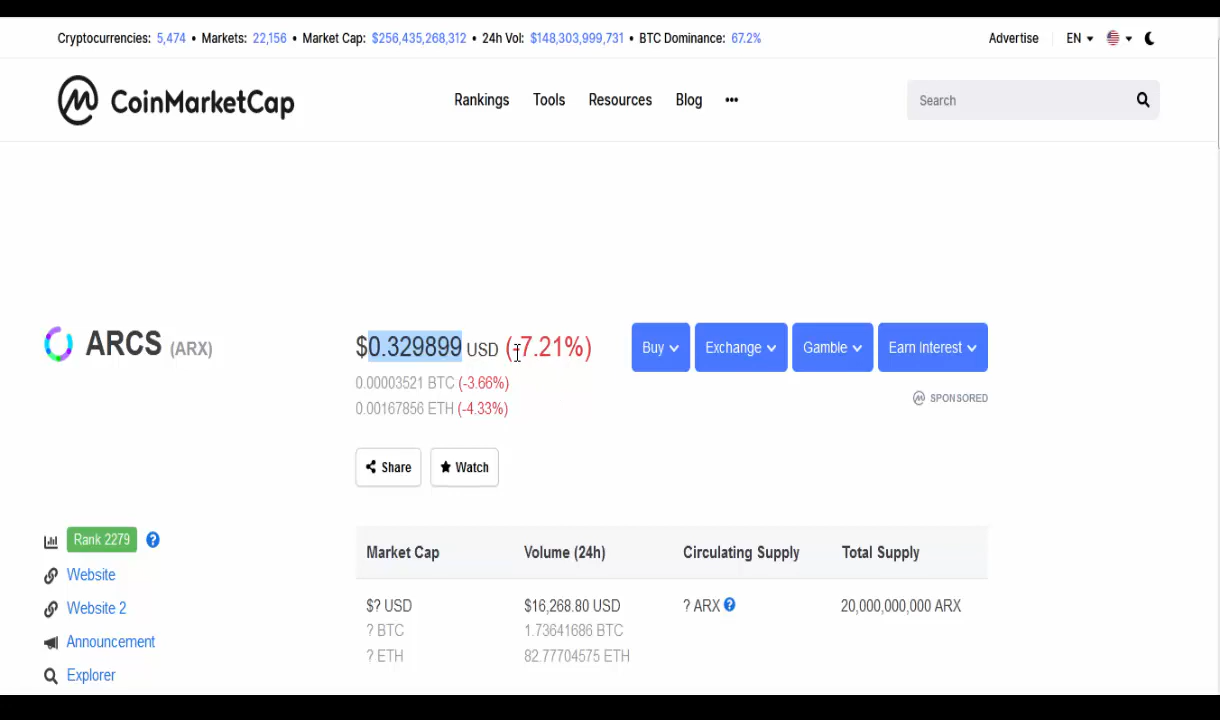 Cryptocurrencies: 5,474 • Markets: 22,156 • Market Cap: $256,435,268,312 • 24h Vol: $148,303,999,731 • BTC Dominance: 67.2% Advertise EN
CoinMarketCap Rankings Tools Resources Blog ••• Search
ARCS (ARX) $0.329899 USD (-7.21%) Buy Exchange Gamble Earn Interest
0.00003521 BTC (-3.66%)
SPONSORED
0.00167856 ETH (-4.33%)
Share Watch
Rank 2279 ?
Market Cap Volume (24h) Circulating Supply Total Supply
Website
$? USD $16,268.80 USD ? ARX ? 20,000,000,000 ARX
Website 2
? BTC 1.73641686 BTC
Announcement
? ETH 82.77704575 ETH
Explorer